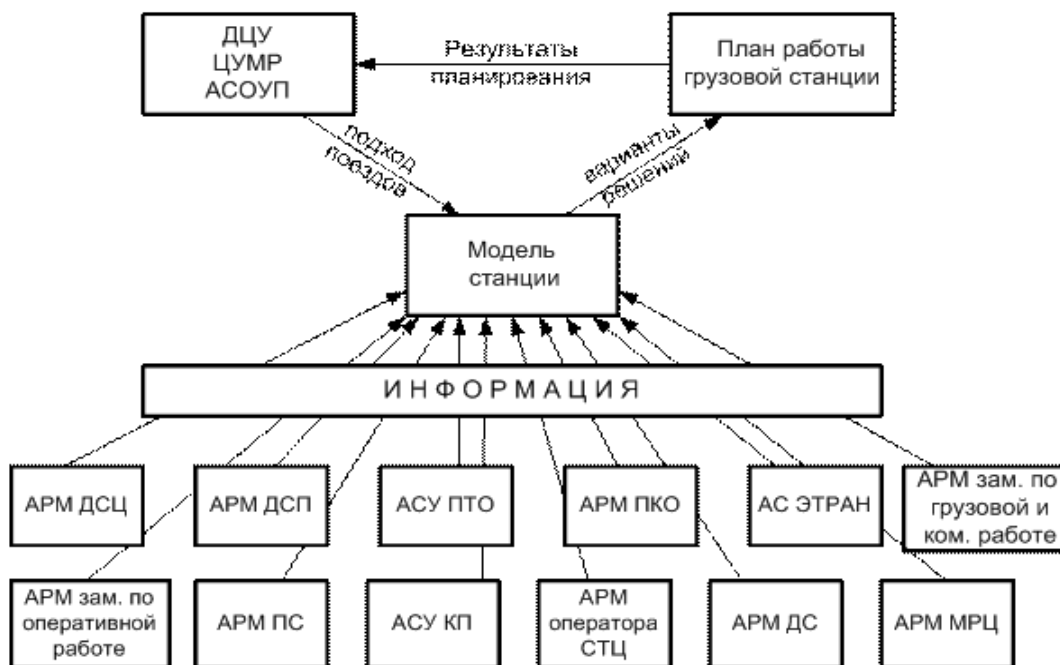 ДЦУ
ЦУМР
АСОУП
Результаты
планирования
План работы
грузовой станции
подход
поездов
варианты
решений
Модель
станции
ИНФОРМАЦИЯ
АРМ ДСЦ
АРМ ДСП
АСУ ПТО
АРМ ПКО
АС ЭТРАН
АРМ зам. по
грузовой и
ком. работе
АРМ зам. по
оперативной
работе
АРМ ПС
АСУ КП
АРМ
оператора
СТЦ
АРМ ДС
АРМ МРЦ